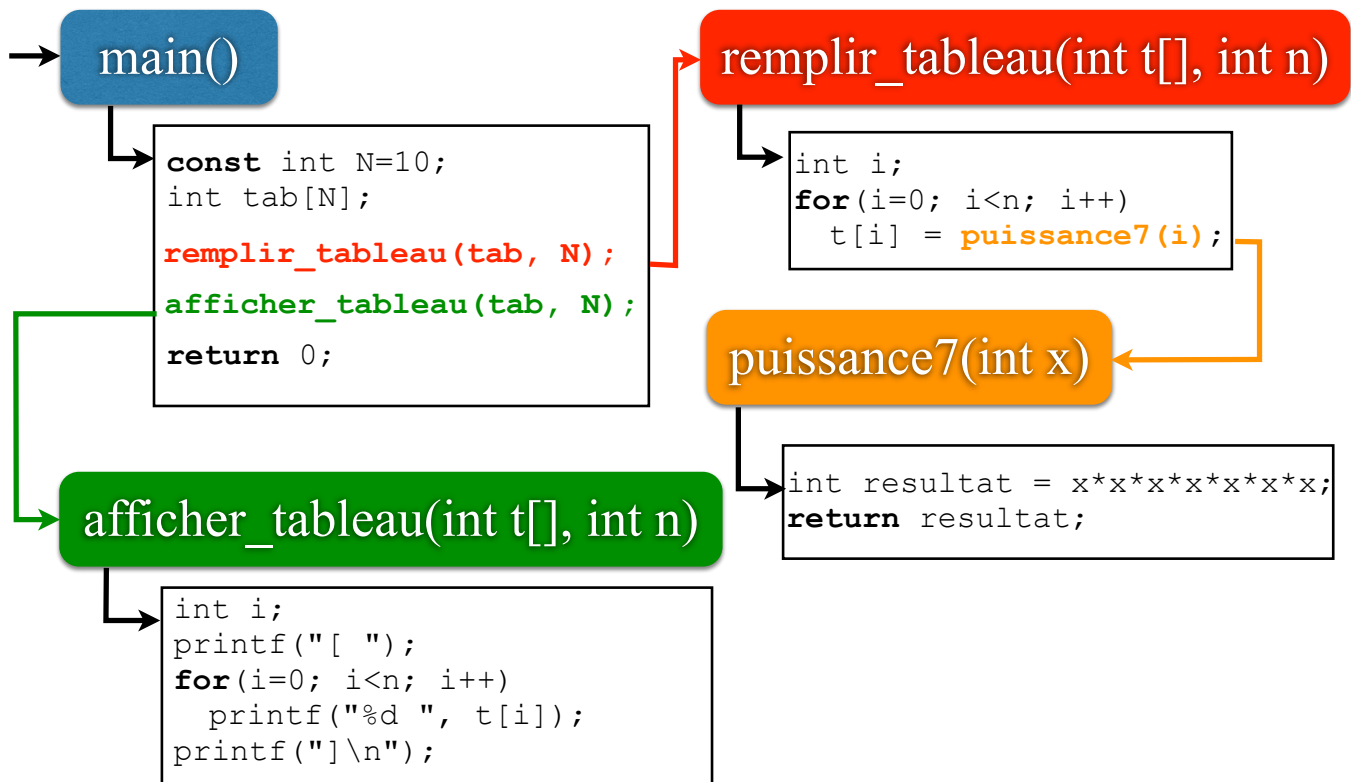 main()
const int N=10;
int tab[N];
remplir_tableau(tab, N);
afficher_tableau(tab, N);
return 0;
remplir_tableau(int t[], int n)
int i;
for(i=0; i<n; i++)
t[i] = puissance7(i);
puissance7(int x)
int resultat = x*x*x*x*x*x*x;
return resultat;
afficher_tableau(int t[], int n)
int i;
printf("[ ");
for(i=0; i<n; i++)
printf("%d ", t[i]);
printf("]\n");